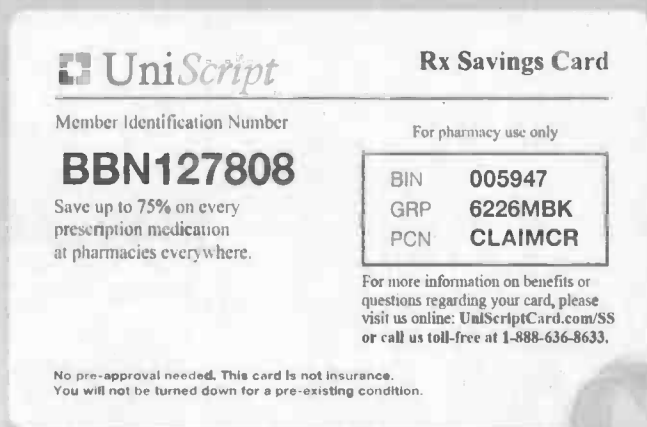 UniScript
Rx Savings Card
Member Identification Number
BBN127808
Save up to 75% on every
prescription medication
at pharmacies everywhere.
For pharmacy use only
BIN 005947
GRP 6226MBK
PCN CLAIMCR
For more information on benefits or
questions regarding your card, please
visit us online: UniScriptCard.com/SS
or call us toll-free at 1-888-636-8633.
No pre-approval needed. This card is not insurance.
You will not be turned down for a pre-existing condition.